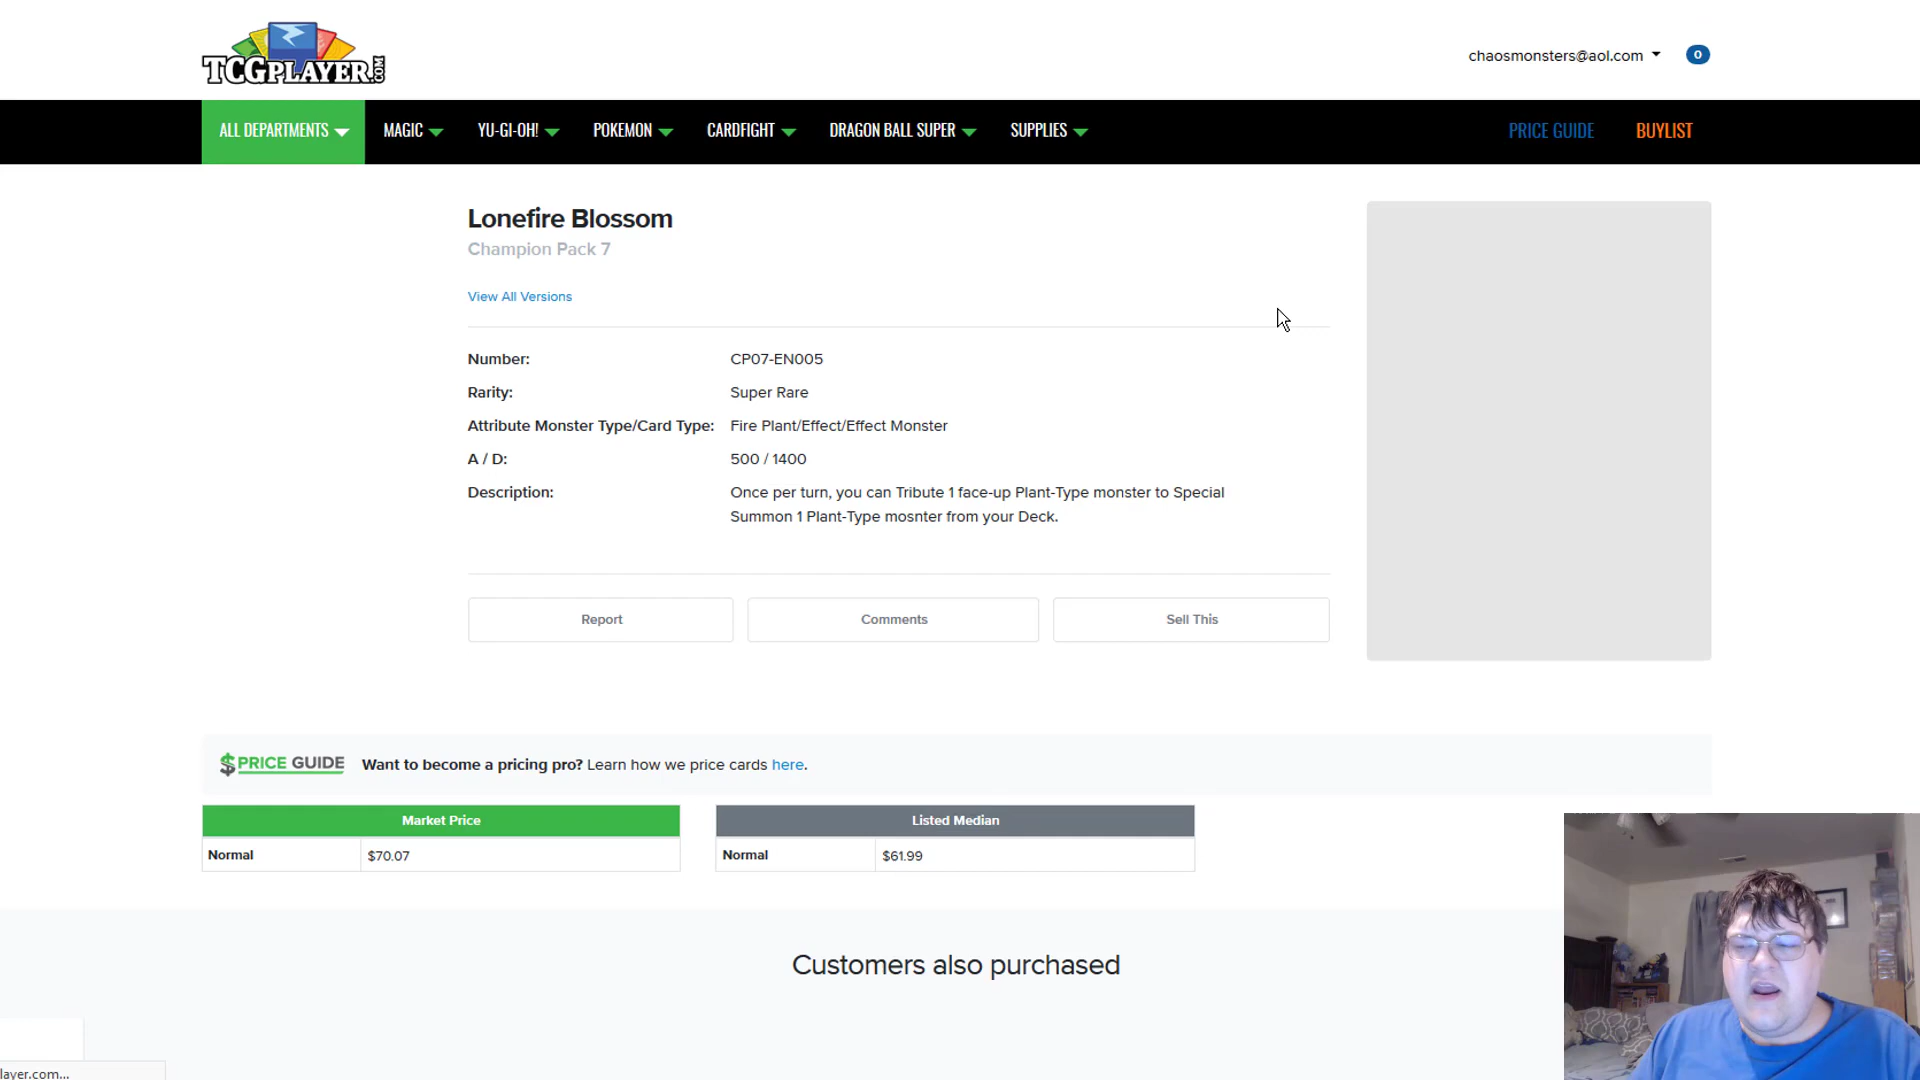 TCGPLAYER.COM
chaosmonsters@aol.com
0
ALL DEPARTMENTS
MAGIC
YU-GI-OH!
POKEMON
CARDFIGHT
DRAGON BALL SUPER
SUPPLIES
PRICE GUIDE
BUYLIST
Lonefire Blossom
Champion Pack 7
View All Versions
Number: CP07-EN005
Rarity: Super Rare
Attribute Monster Type/Card Type: Fire Plant/Effect/Effect Monster
A / D: 500 / 1400
Description: Once per turn, you can Tribute 1 face-up Plant-Type monster to Special
Summon 1 Plant-Type mosnter from your Deck.
Report
Comments
Sell This
$PRICE GUIDE Want to become a pricing pro? Learn how we price cards here.
Market Price
Normal $70.07
Listed Median
Normal $61.99
Customers also purchased
layer.com...